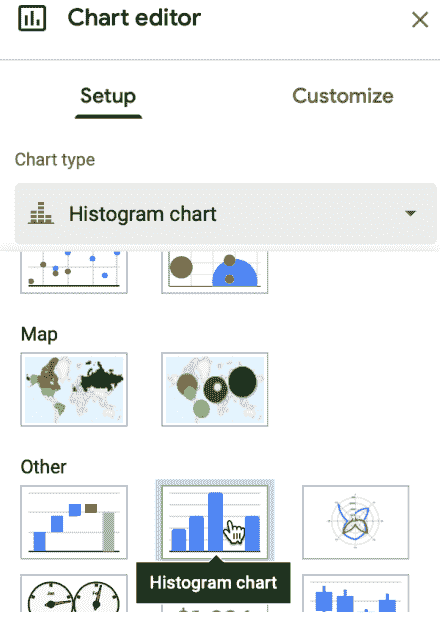 Chart editor
Setup Customize
Chart type
Histogram chart
Map
Other
Histogram chart